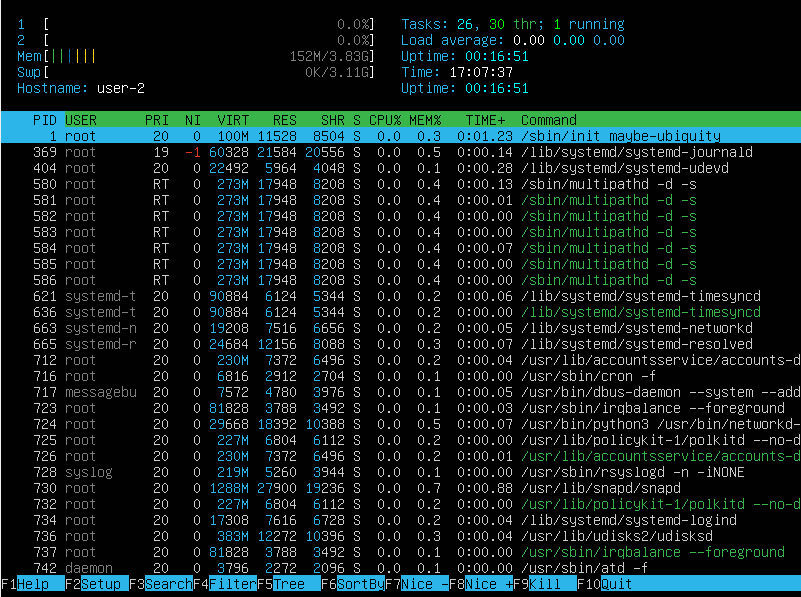 1 [ 0.0%] Tasks: 26, 30 thr; 1 running
2 [ 0.0%] Load average: 0.00 0.00 0.00
Mem[|||||| 152M/3.83G] Uptime: 00:16:51
Swp[ 0K/3.11G] Time: 17:07:37
Hostname: user-2 Uptime: 00:16:51
PID USER PRI NI VIRT RES SHR S CPU% MEM% TIME+ Command
1 root 20 0 100M 11528 8504 S 0.0 0.3 0:01.23 /sbin/init maybe-ubiquity
369 root 19 -1 60328 21584 20556 S 0.0 0.5 0:00.14 /lib/systemd/systemd-journald
404 root 20 0 22492 5964 4048 S 0.0 0.1 0:00.28 /lib/systemd/systemd-udevd
580 root RT 0 273M 17948 8208 S 0.0 0.4 0:00.13 /sbin/multipathd -d -s
581 root RT 0 273M 17948 8208 S 0.0 0.4 0:00.01 /sbin/multipathd -d -s
582 root RT 0 273M 17948 8208 S 0.0 0.4 0:00.00 /sbin/multipathd -d -s
583 root RT 0 273M 17948 8208 S 0.0 0.4 0:00.00 /sbin/multipathd -d -s
584 root RT 0 273M 17948 8208 S 0.0 0.4 0:00.07 /sbin/multipathd -d -s
585 root RT 0 273M 17948 8208 S 0.0 0.4 0:00.00 /sbin/multipathd -d -s
586 root RT 0 273M 17948 8208 S 0.0 0.4 0:00.00 /sbin/multipathd -d -s
621 systemd-t 20 0 90884 6124 5344 S 0.0 0.2 0:00.06 /lib/systemd/systemd-timesyncd
636 systemd-t 20 0 90884 6124 5344 S 0.0 0.2 0:00.00 /lib/systemd/systemd-timesyncd
663 systemd-n 20 0 19208 7516 6656 S 0.0 0.2 0:00.05 /lib/systemd/systemd-networkd
665 systemd-r 20 0 24684 12156 8088 S 0.0 0.3 0:00.07 /lib/systemd/systemd-resolved
712 root 20 0 230M 7372 6496 S 0.0 0.2 0:00.04 /usr/lib/accountsservice/accounts-d
716 root 20 0 6816 2912 2704 S 0.0 0.1 0:00.00 /usr/sbin/cron -f
717 messagebu 20 0 7572 4780 3976 S 0.0 0.1 0:00.05 /usr/bin/dbus-daemon --system --add
723 root 20 0 81828 3788 3492 S 0.0 0.1 0:00.03 /usr/sbin/irqbalance --foreground
724 root 20 0 29668 18392 10388 S 0.0 0.5 0:00.07 /usr/bin/python3 /usr/bin/networkd-
725 root 20 0 227M 6804 6112 S 0.0 0.2 0:00.00 /usr/lib/policykit-1/polkitd --no-d
726 root 20 0 230M 7372 6496 S 0.0 0.2 0:00.01 /usr/lib/accountsservice/accounts-d
728 syslog 20 0 219M 5260 3944 S 0.0 0.1 0:00.00 /usr/sbin/rsyslogd -n -iNONE
730 root 20 0 1288M 27900 19236 S 0.0 0.7 0:00.88 /usr/lib/snapd/snapd
732 root 20 0 227M 6804 6112 S 0.0 0.2 0:00.00 /usr/lib/policykit-1/polkitd --no-d
734 root 20 0 17308 7616 6728 S 0.0 0.2 0:00.04 /lib/systemd/systemd-logind
736 root 20 0 383M 12272 10396 S 0.0 0.3 0:00.04 /usr/lib/udisks2/udisksd
737 root 20 0 81828 3788 3492 S 0.0 0.1 0:00.00 /usr/sbin/irqbalance --foreground
742 daemon 20 0 3796 2272 2096 S 0.0 0.1 0:00.00 /usr/sbin/atd -f
F1Help F2Setup F3SearchF4FilterF5Tree F6SortByF7Nice -F8Nice +F9Kill F10Quit